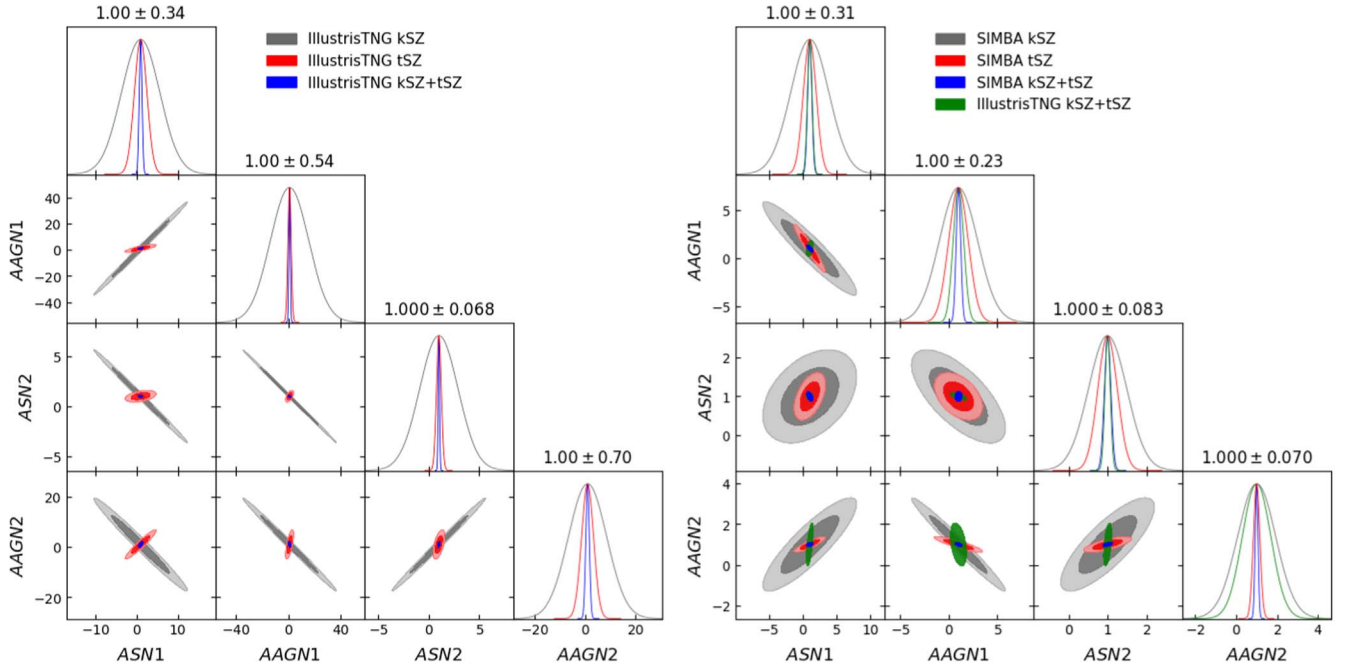 1.00 ± 0.34
IllustrisTNG kSZ
IllustrisTNG tSZ
IllustrisTNG kSZ+tSZ
1.00 ± 0.54
40
20
0
−20
−40
AAGN1
1.000 ± 0.068
5
0
−5
ASN2
1.00 ± 0.70
20
0
−20
AAGN2
−10 0 10
−40 0 40
−5 0 5
−20 0 20
ASN1
AAGN1
ASN2
AAGN2
1.00 ± 0.31
SIMBA kSZ
SIMBA tSZ
SIMBA kSZ+tSZ
IllustrisTNG kSZ+tSZ
1.00 ± 0.23
5
0
−5
AAGN1
1.000 ± 0.083
2
1
0
ASN2
1.000 ± 0.070
4
2
0
−2
AAGN2
−5 0 5 10
−5 0 5
0 1 2
−2 0 2 4
ASN1
AAGN1
ASN2
AAGN2